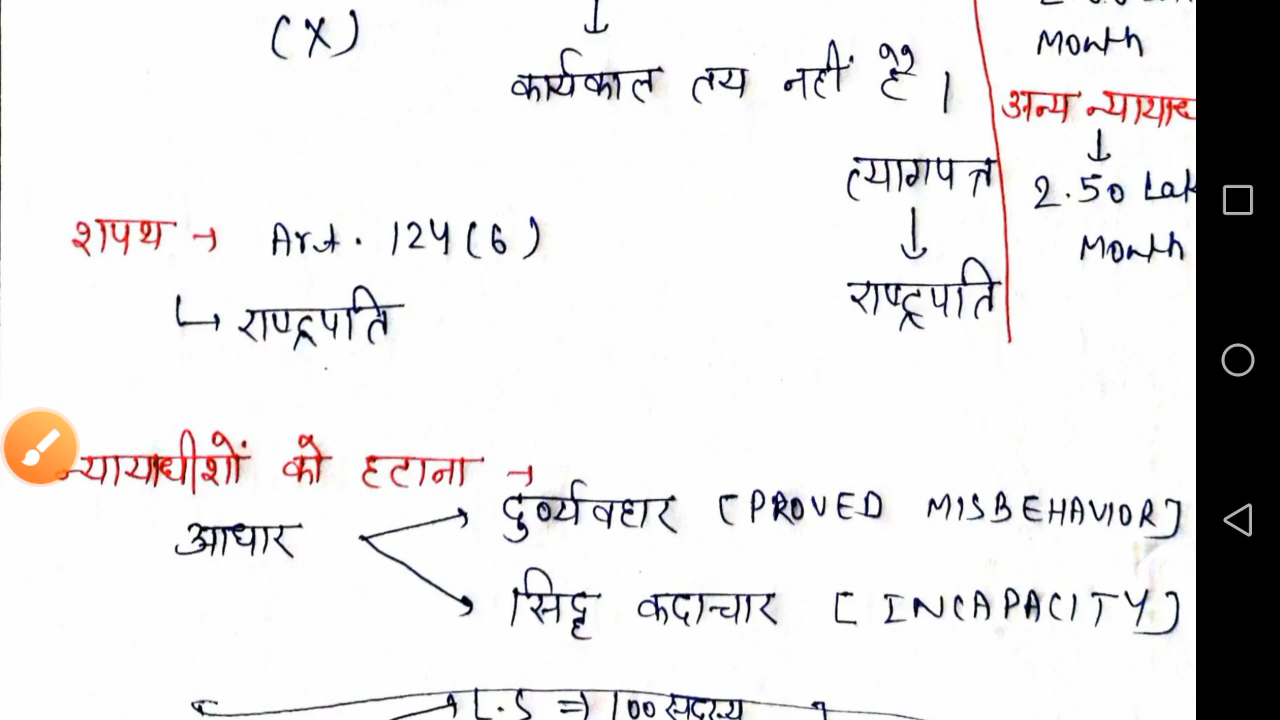 (X)
↓
कार्यकाल तय नहीं है।
Month
अन्य
↓
2.50 Lak
Month
त्यागपत्र
↓
राष्ट्रपति
शपथ → Art. 124(6)
↳ राष्ट्रपति
न्यायाधीशों को हटाना →
आधार
दुर्व्यवहार [PROVED MISBEHAVIOR]
सिद्ध कदाचार [INCAPACITY]
L.S ⇒ 100 सदस्य